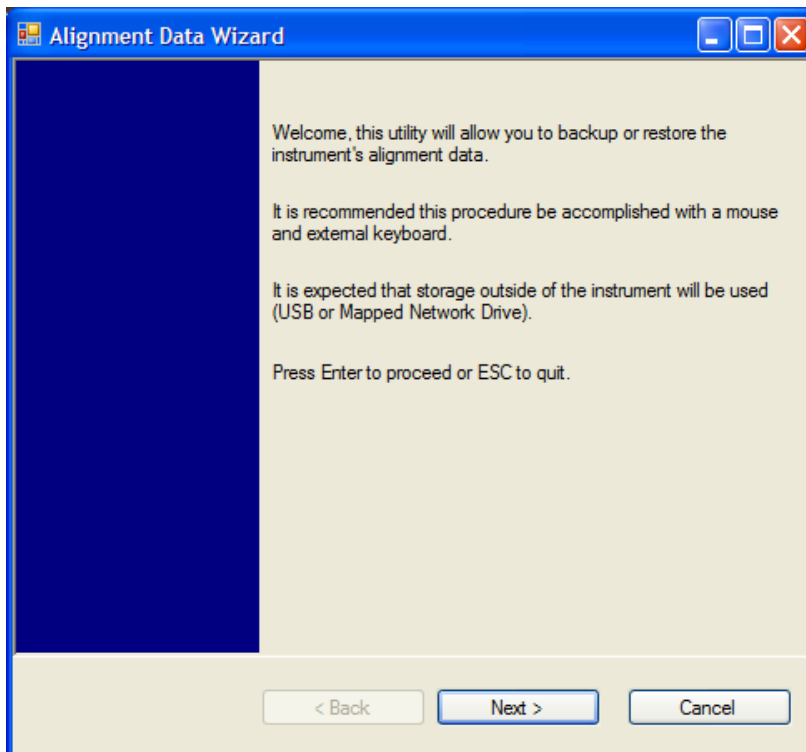 Alignment Data Wizard
Welcome, this utility will allow you to backup or restore the
instrument's alignment data.
It is recommended this procedure be accomplished with a mouse
and external keyboard.
It is expected that storage outside of the instrument will be used
(USB or Mapped Network Drive).
Press Enter to proceed or ESC to quit.
< Back Next > Cancel